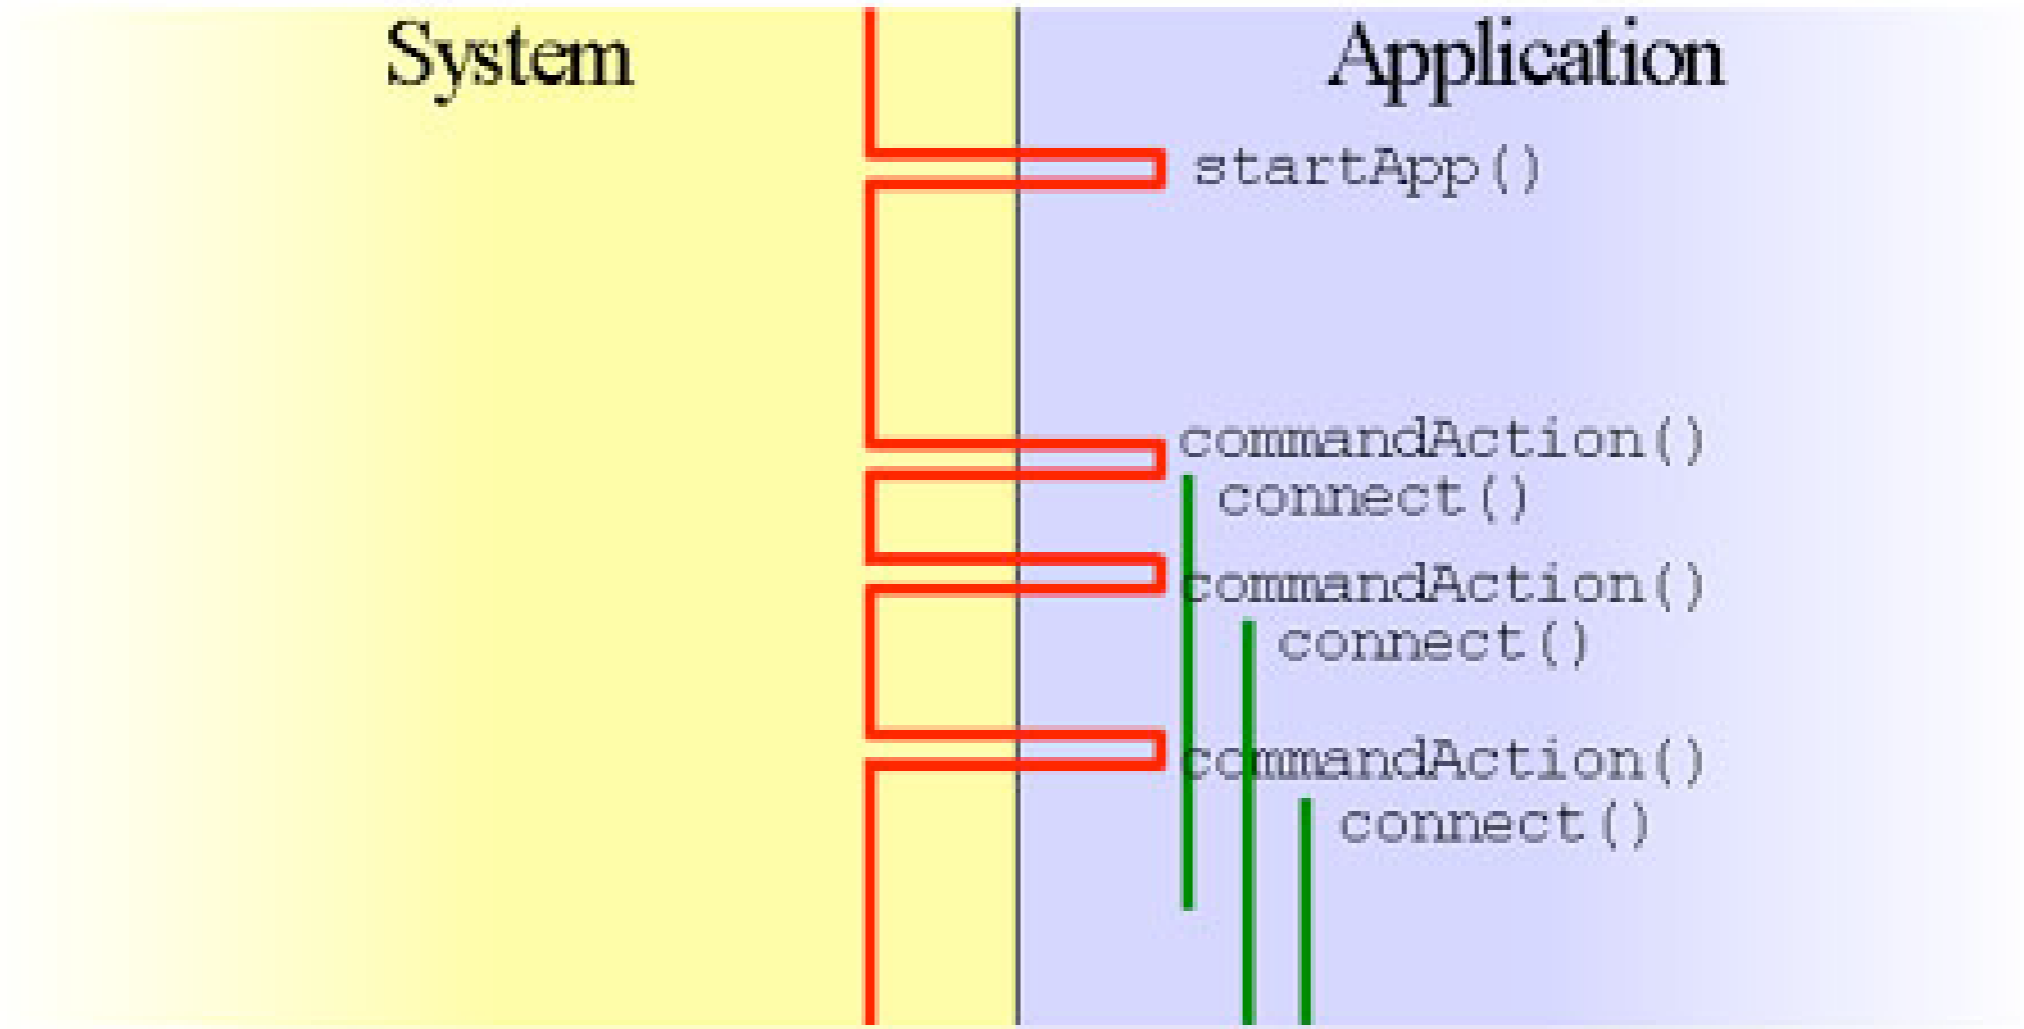 System
Application
startApp()
commandAction()
connect()
commandAction()
connect()
commandAction()
connect()